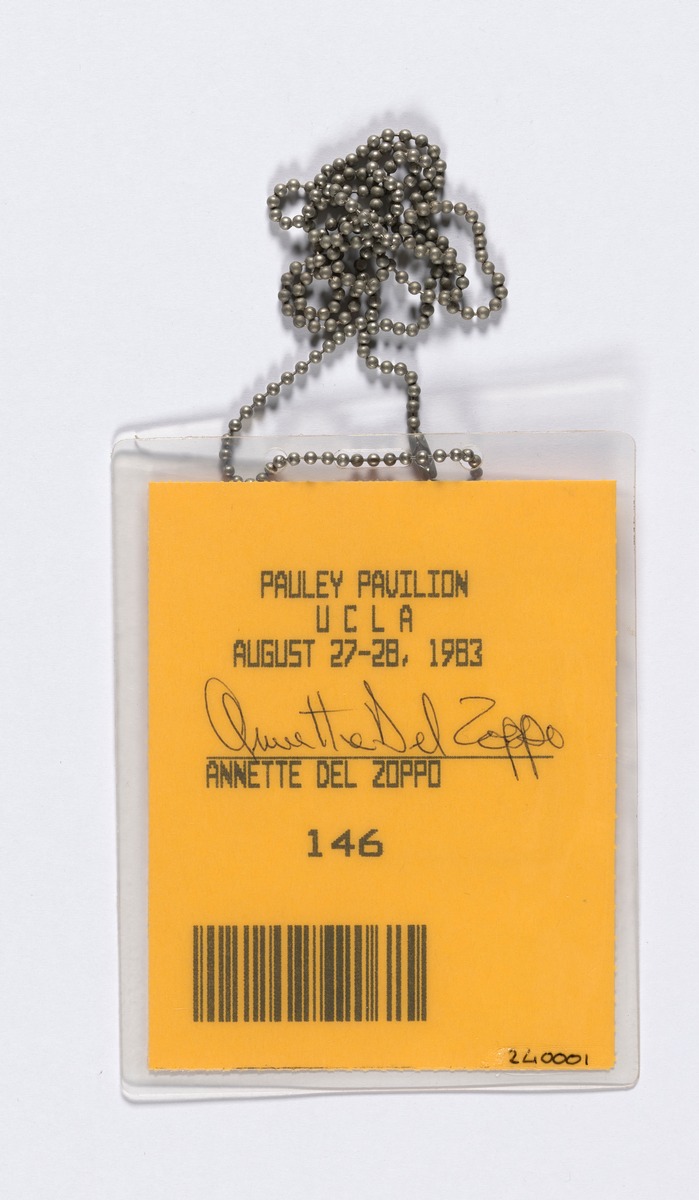 PAULEY PAVILION
U C L A
AUGUST 27-28, 1983
Annette Del Zoppo
ANNETTE DEL ZOPPO
146
240001